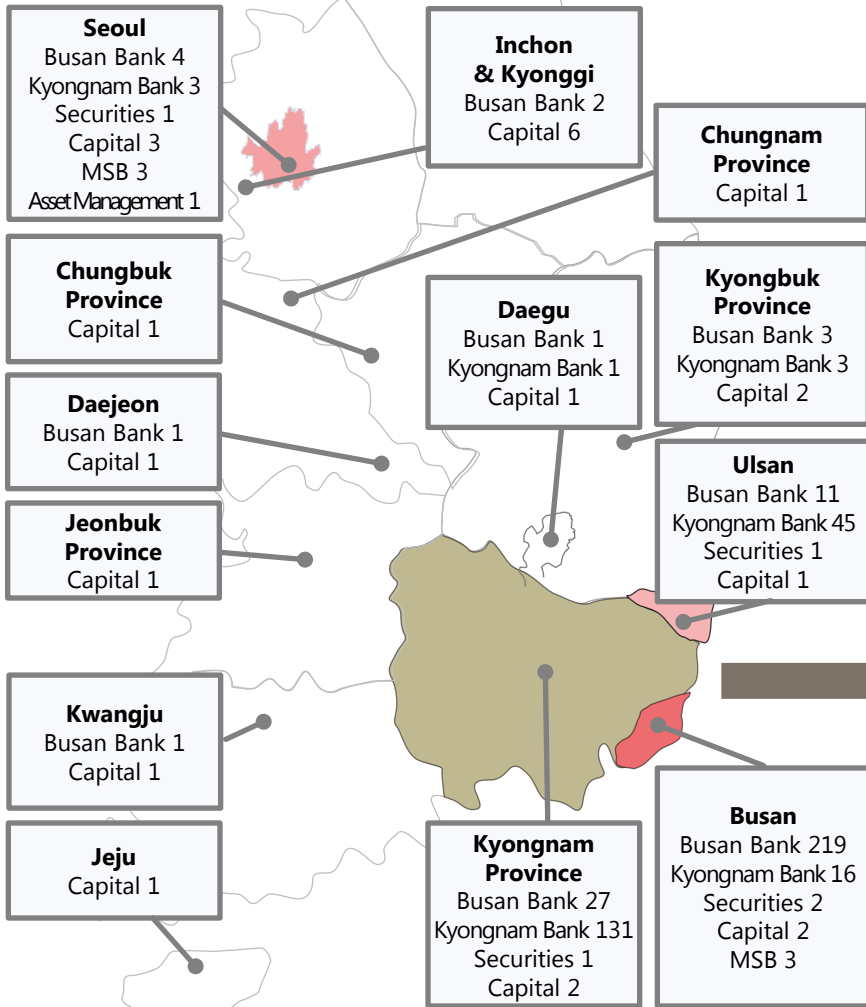 Seoul
Busan Bank 4
Kyongnam Bank 3
Securities 1
Capital 3
MSB 3
Asset Management 1
Inchon
& Kyonggi
Busan Bank 2
Capital 6
Chungnam
Province
Capital 1
Chungbuk
Province
Capital 1
Daegu
Busan Bank 1
Kyongnam Bank 1
Capital 1
Kyongbuk
Province
Busan Bank 3
Kyongnam Bank 3
Capital 2
Daejeon
Busan Bank 1
Capital 1
Ulsan
Busan Bank 11
Kyongnam Bank 45
Securities 1
Capital 1
Jeonbuk
Province
Capital 1
Kwangju
Busan Bank 1
Capital 1
Jeju
Capital 1
Kyongnam
Province
Busan Bank 27
Kyongnam Bank 131
Securities 1
Capital 2
Busan
Busan Bank 219
Kyongnam Bank 16
Securities 2
Capital 2
MSB 3